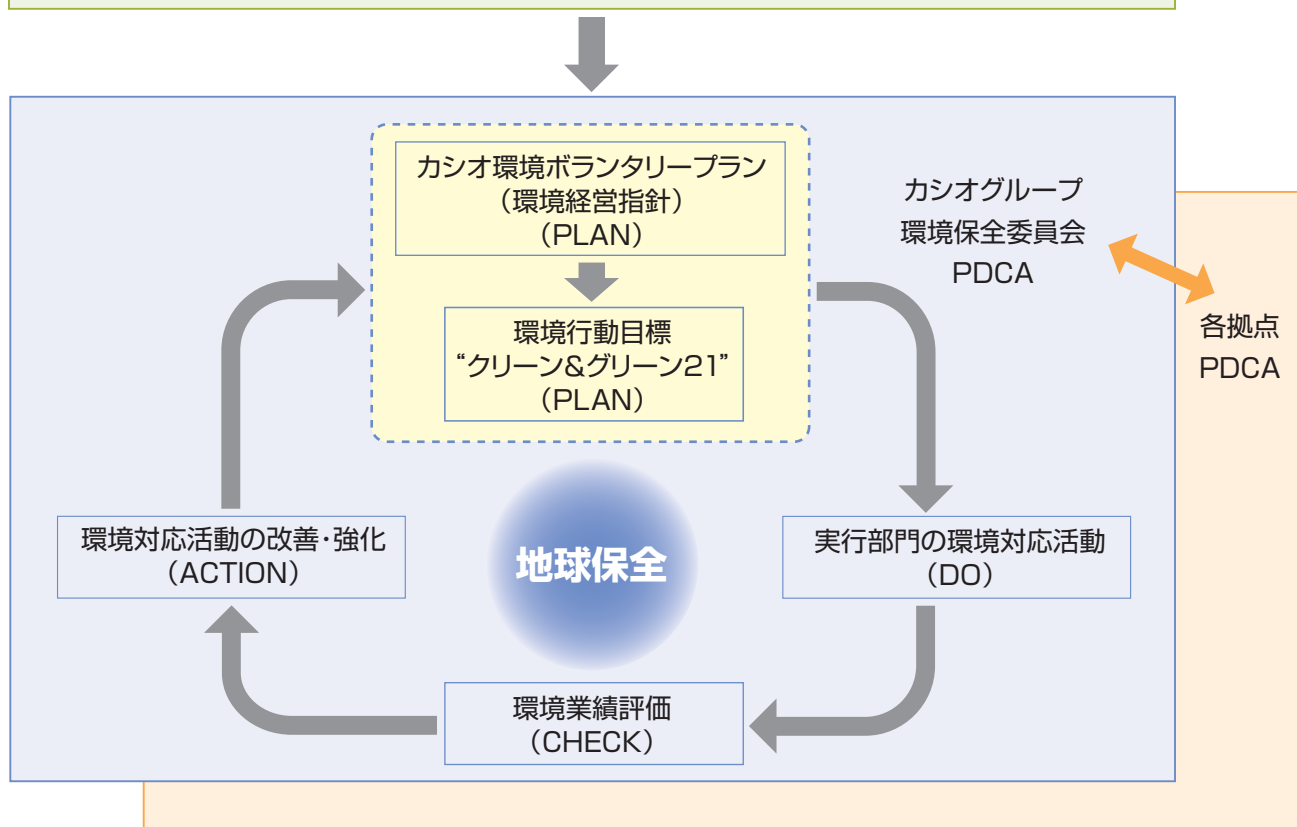 カシオ環境ボランタリープラン
（環境経営指針）
（PLAN）
環境行動目標
“クリーン&グリーン21”
（PLAN）
カシオグループ
環境保全委員会
PDCA
各拠点
PDCA
環境対応活動の改善･強化
（ACTION）
地球保全
実行部門の環境対応活動
（DO）
環境業績評価
（CHECK）